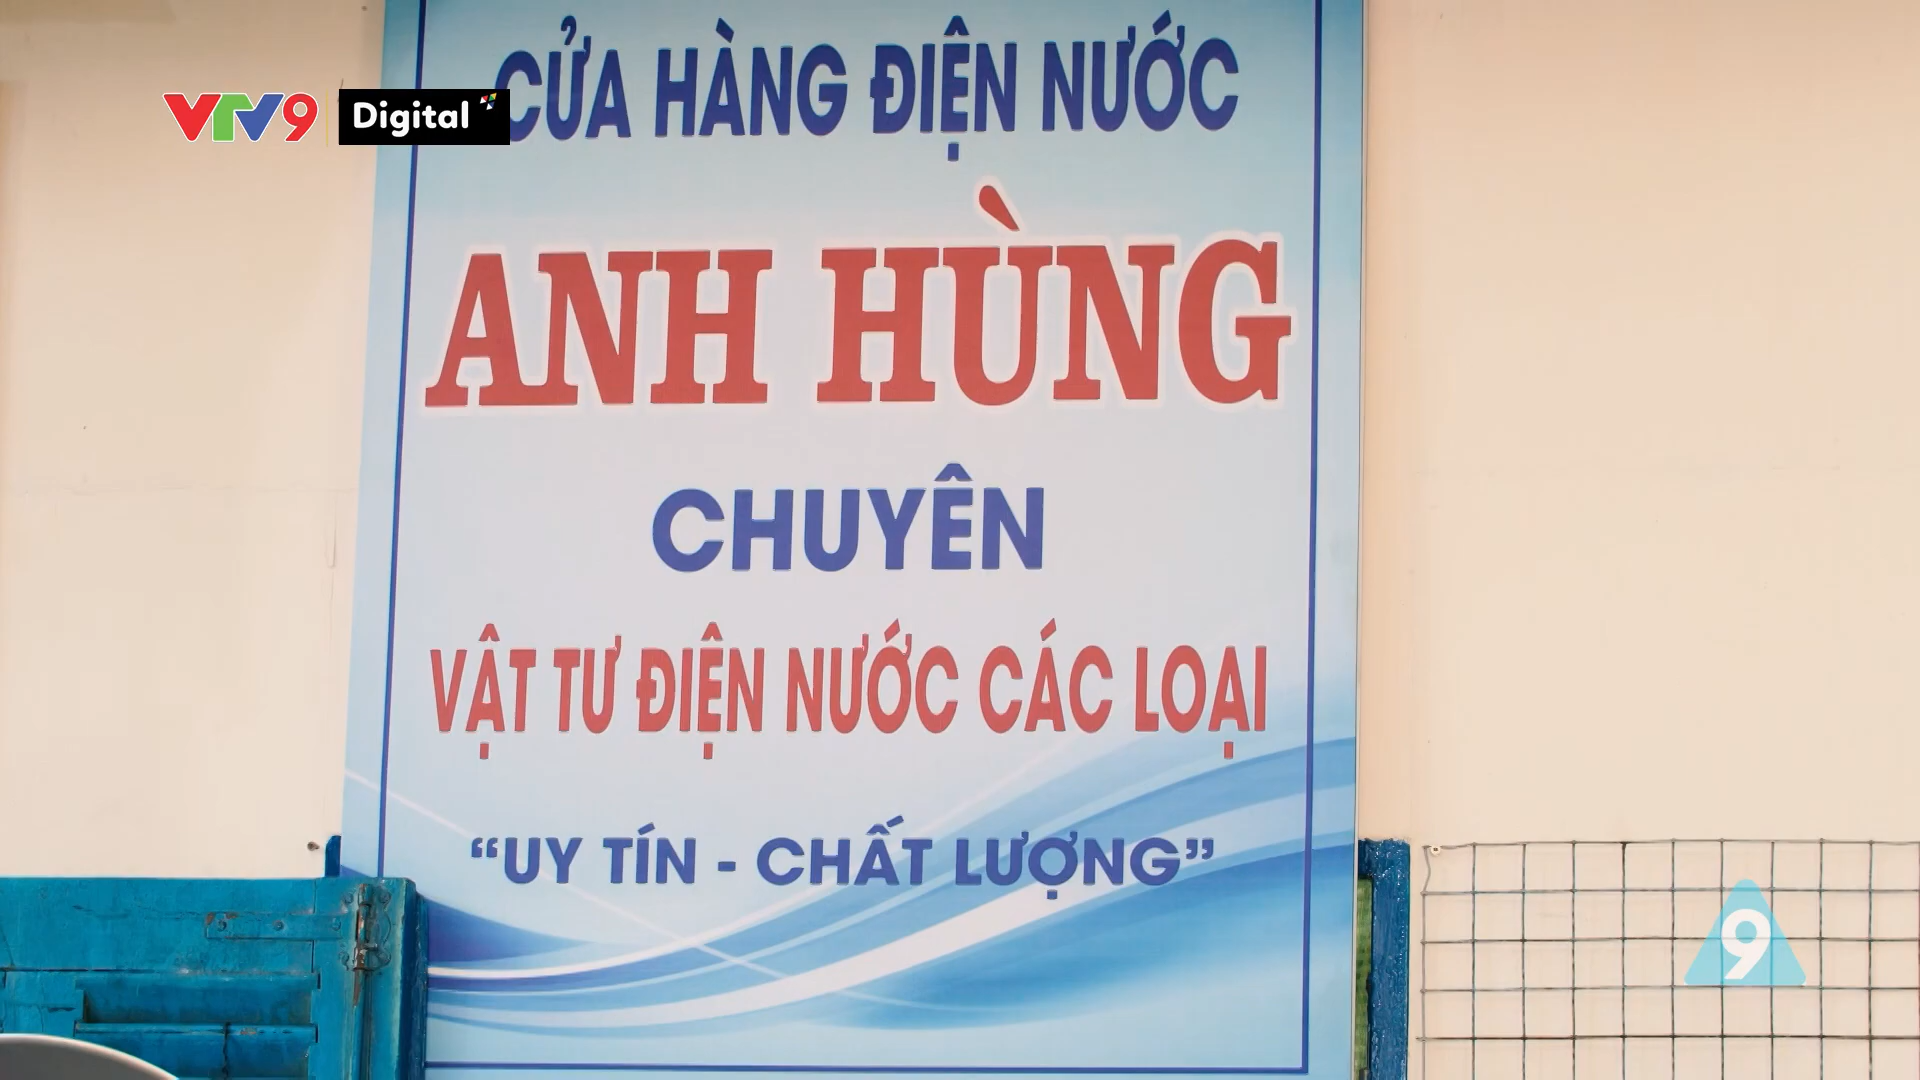 CỬA HÀNG ĐIỆN NƯỚC
VTV9 Digital
ANH HÙNG
CHUYÊN
VẬT TƯ ĐIỆN NƯỚC CÁC LOẠI
“UY TÍN - CHẤT LƯỢNG”
9